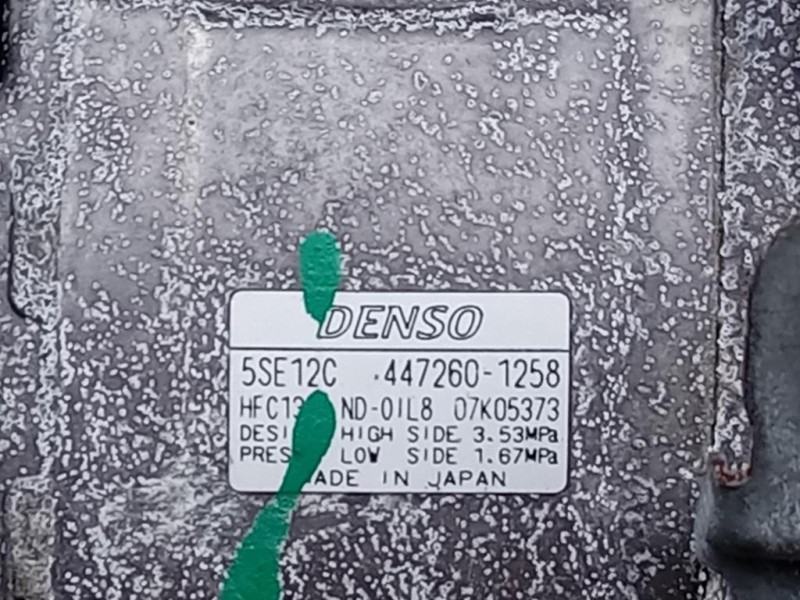 DENSO
5SE12C 447260-1258
ND-OIL8 07K05373
HIGH SIDE 3.53MPa
LOW SIDE 1.67MPa
IN JAPAN